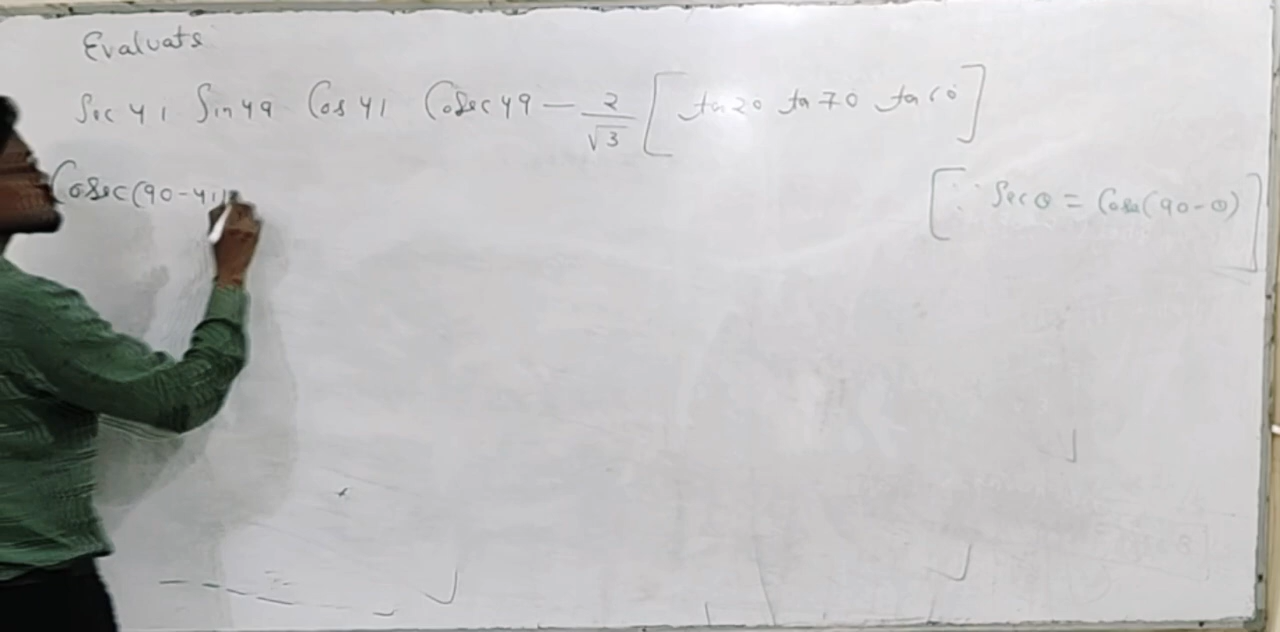 Evaluats
Sec 41 Sin 49 Cos 41 Cosec 49 - 2/√3 [ tan 20 tan 70 tan 60 ]
Cosec(90-41)
[ ∵ Sec θ = Cosec(90-θ) ]